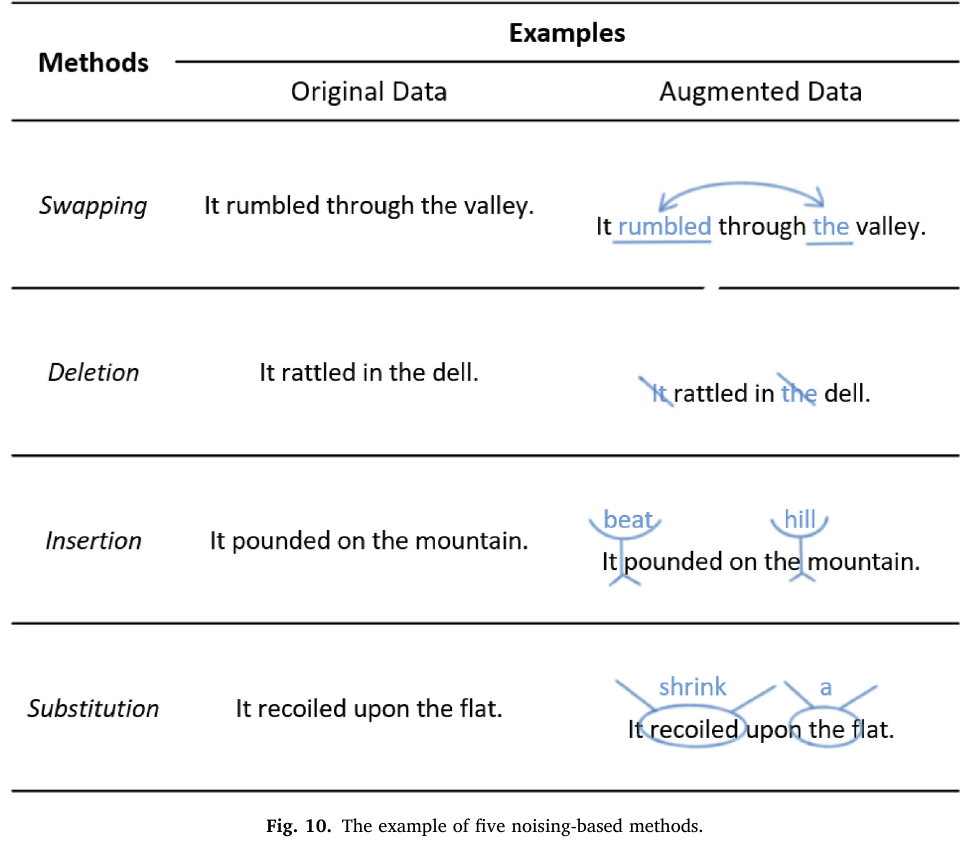 Examples
Methods
Original Data Augmented Data
Swapping It rumbled through the valley. It rumbled through the valley.
Deletion It rattled in the dell. It rattled in the dell.
beat hill
Insertion It pounded on the mountain. It pounded on the mountain.
shrink a
Substitution It recoiled upon the flat. It recoiled upon the flat.
Fig. 10. The example of five noising-based methods.